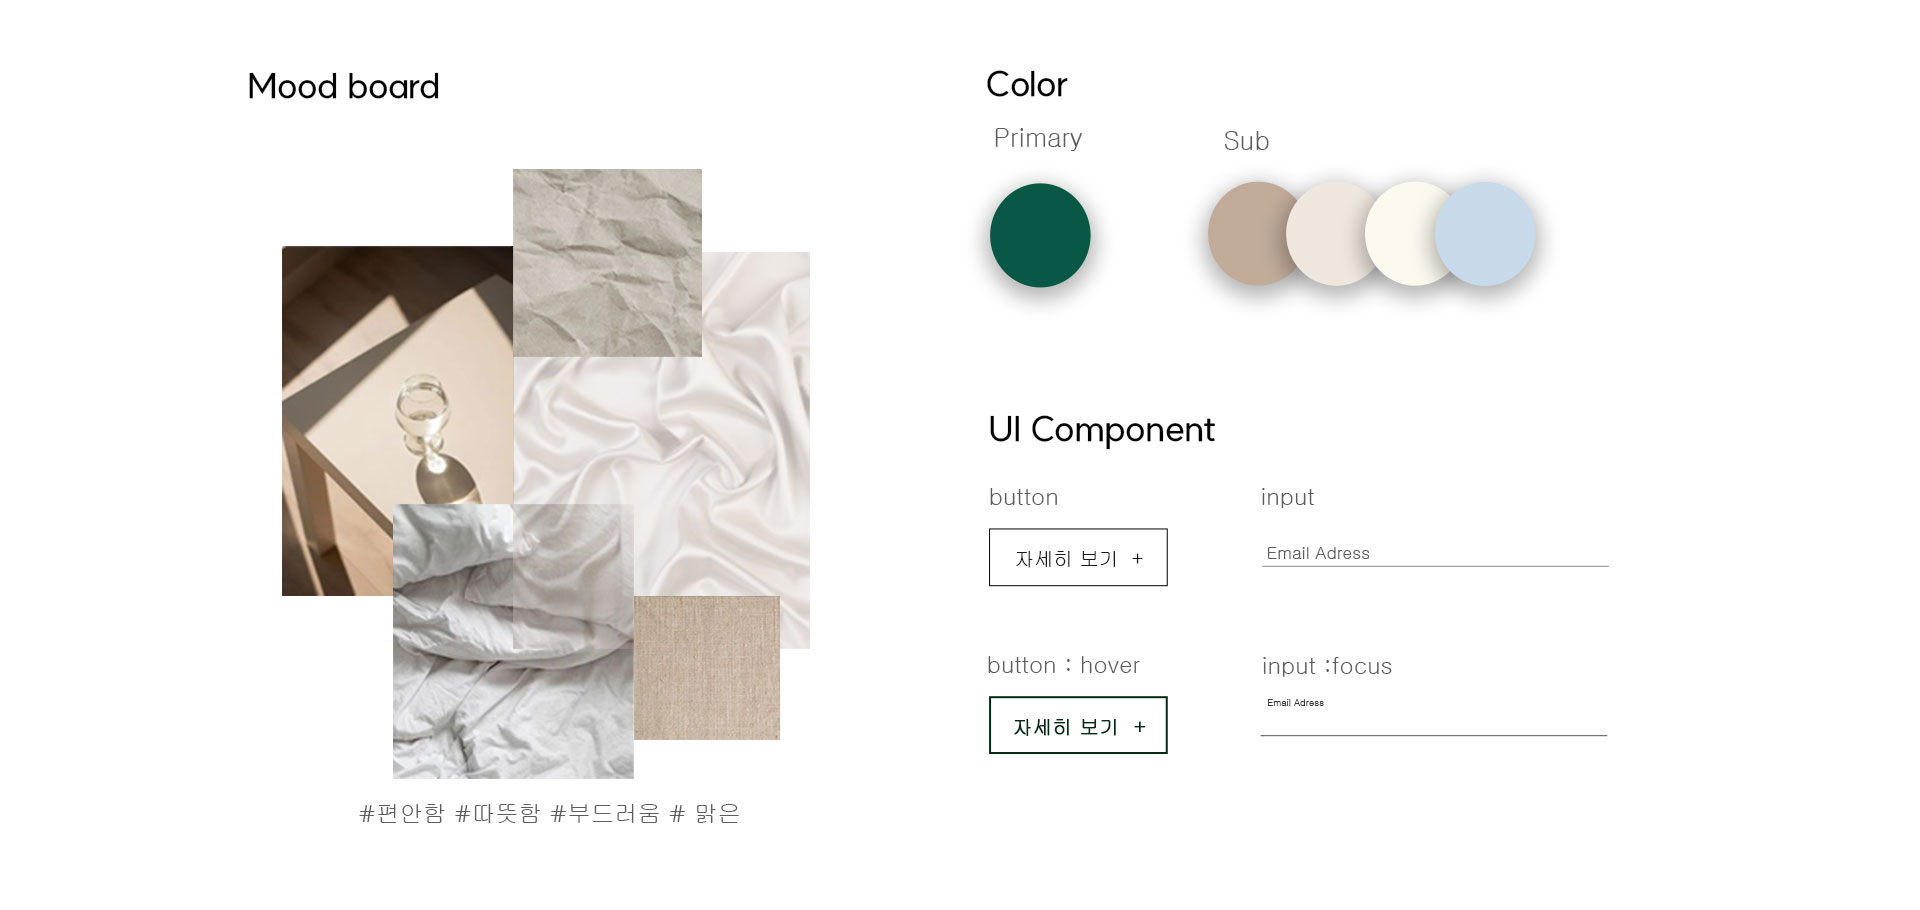 Mood board
#편안함 #따뜻함 #부드러움 # 맑은
Color
Primary
Sub
UI Component
button
input
자세히 보기 +
Email Adress
button : hover
input :focus
자세히 보기 +
Email Adress